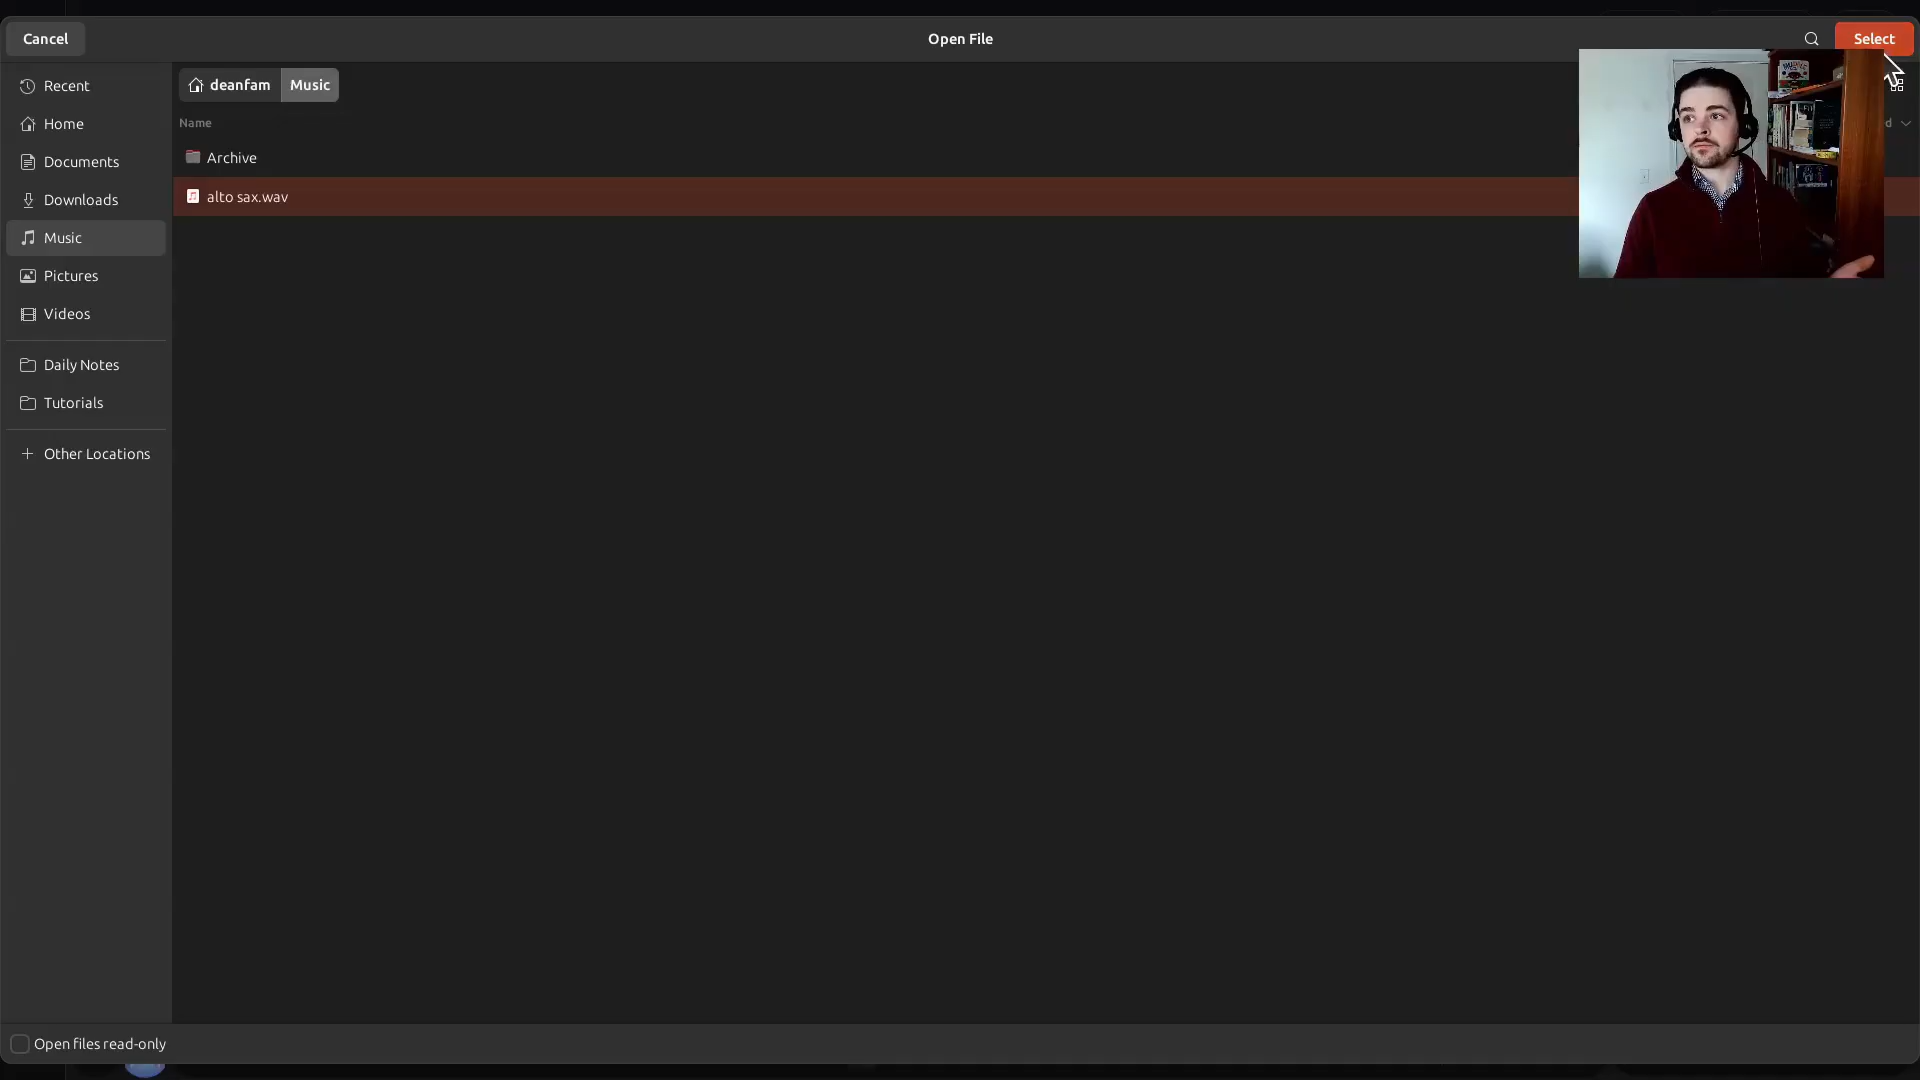 Cancel
Open File
Select
Recent
Home
Documents
Downloads
Music
Pictures
Videos
Daily Notes
Tutorials
Other Locations
deanfam
Music
Name
d
Archive
alto sax.wav
Open files read-only